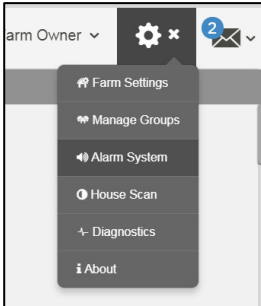 arm Owner
2
Farm Settings
Manage Groups
Alarm System
House Scan
Diagnostics
About